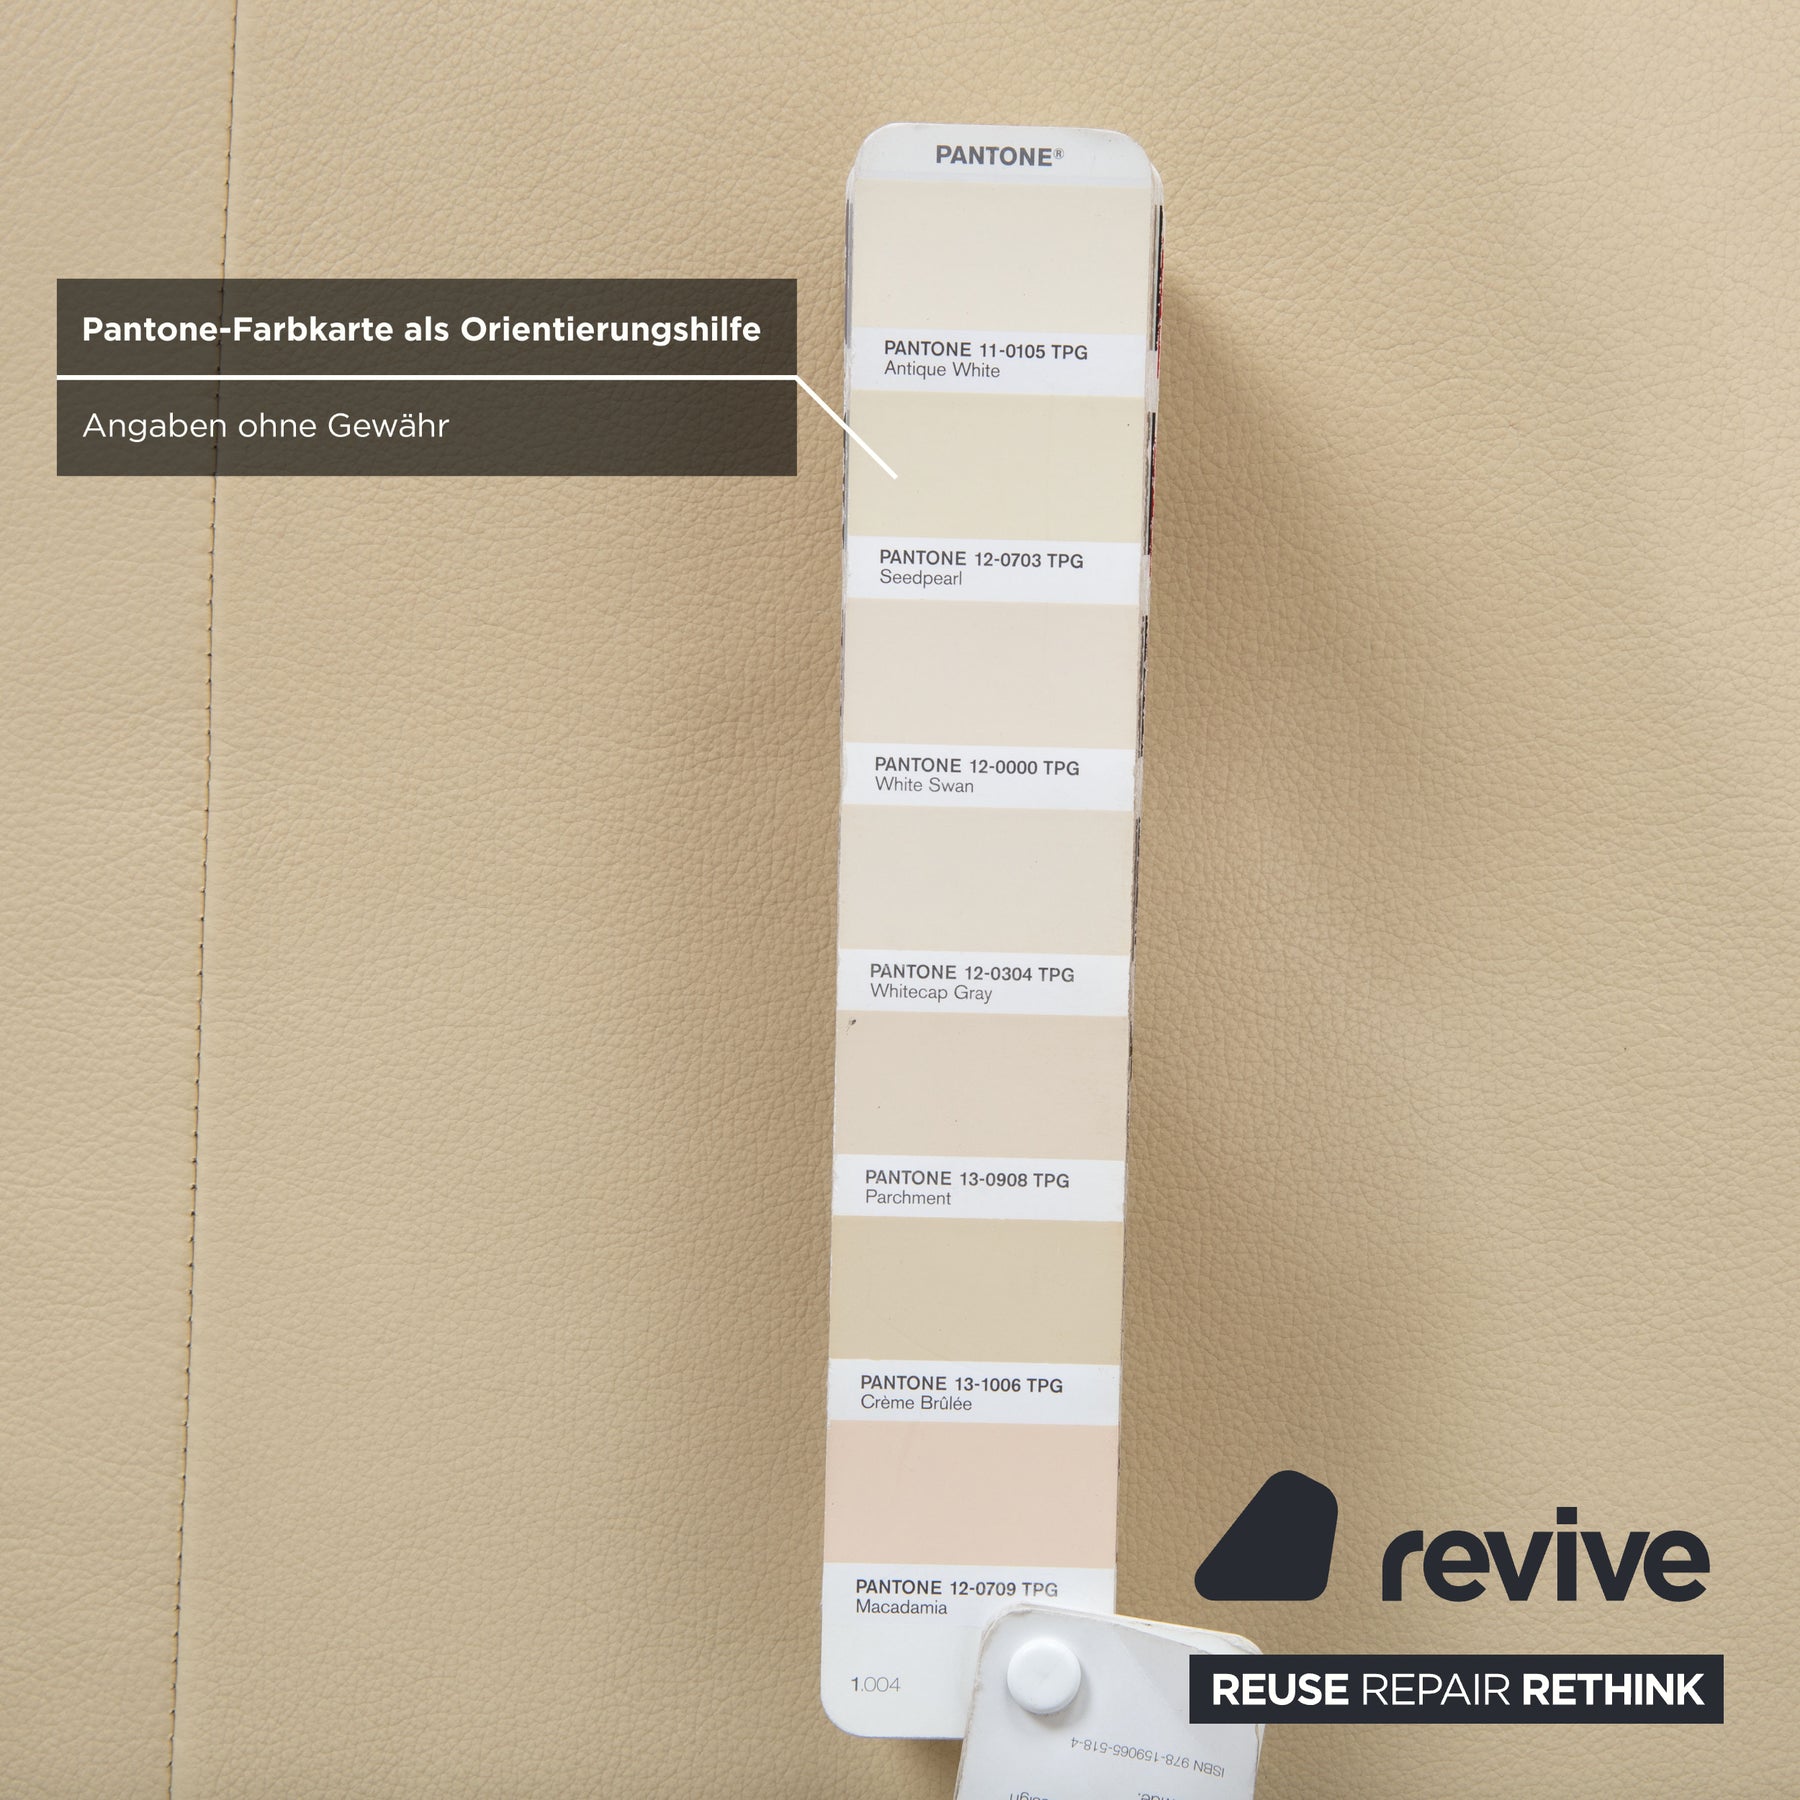 PANTONE®
Pantone-Farbkarte als Orientierungshilfe
Angaben ohne Gewähr
PANTONE 11-0105 TPG
Antique White
PANTONE 12-0703 TPG
Seedpearl
PANTONE 12-0000 TPG
White Swan
PANTONE 12-0304 TPG
Whitecap Gray
PANTONE 13-0908 TPG
Parchment
PANTONE 13-1006 TPG
Crème Brûlée
PANTONE 12-0709 TPG
Macadamia
1.004
revive
REUSE REPAIR RETHINK
ISBN 978-159065-518-4